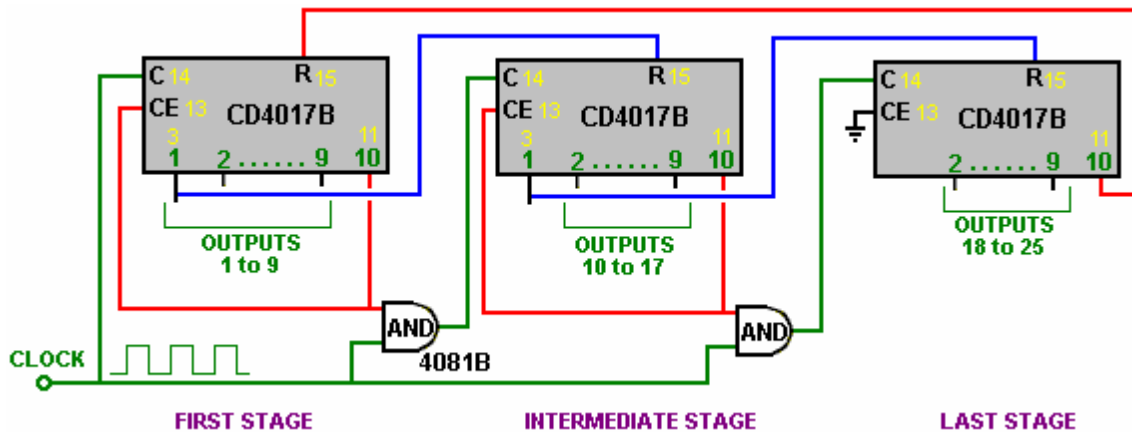 C 14
R 15
CE 13
CD4017B
3
11
1 2 ...... 9 10
OUTPUTS
1 to 9
C 14
R 15
CE 13
CD4017B
3
11
1 2 ...... 9 10
OUTPUTS
10 to 17
C 14
R 15
CE 13
CD4017B
11
2 ...... 9 10
OUTPUTS
18 to 25
AND
4081B
AND
CLOCK
FIRST STAGE
INTERMEDIATE STAGE
LAST STAGE